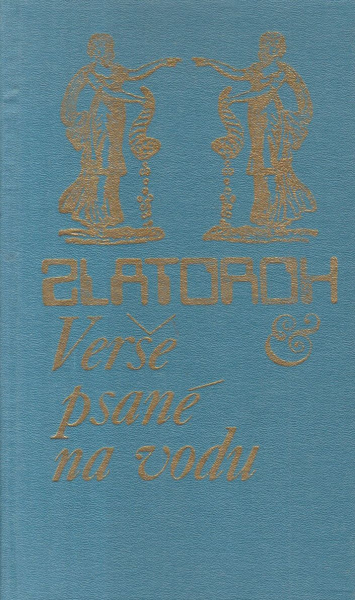 ZLATOROH
&
Verše
psané
na vodu